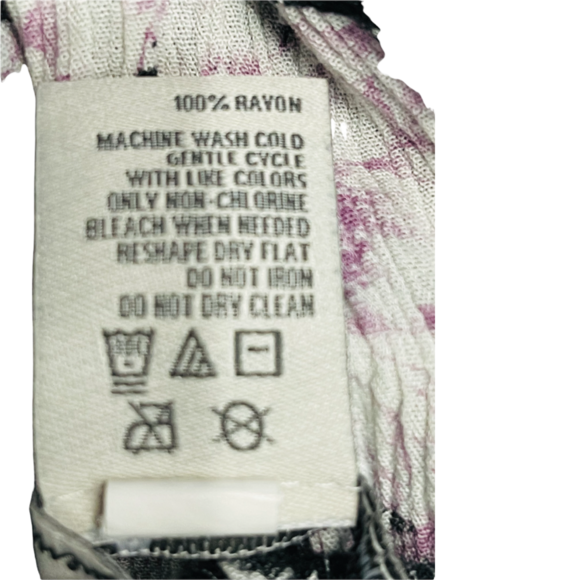 100% RAYON
MACHINE WASH COLD
GENTLE CYCLE
WITH LIKE COLORS
ONLY NON-CHLORINE
BLEACH WHEN NEEDED
RESHAPE DRY FLAT
DO NOT IRON
DO NOT DRY CLEAN